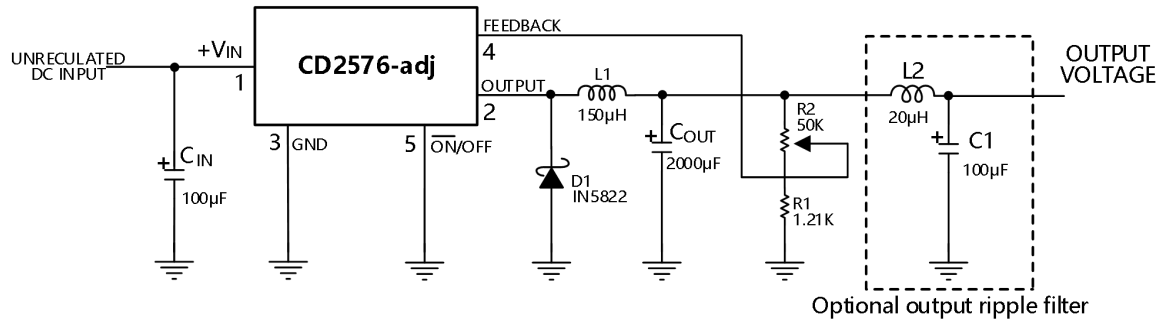 UNRECULATED
DC INPUT
+VIN
1
CD2576-adj
FEEDBACK
4
OUTPUT
2
3 GND
5 ON/OFF
CIN
+
100μF
L1
150μH
D1
IN5822
COUT
+
2000μF
R2
50K
R1
1.21K
L2
20μH
C1
+
100μF
OUTPUT
VOLTAGE
Optional output ripple filter